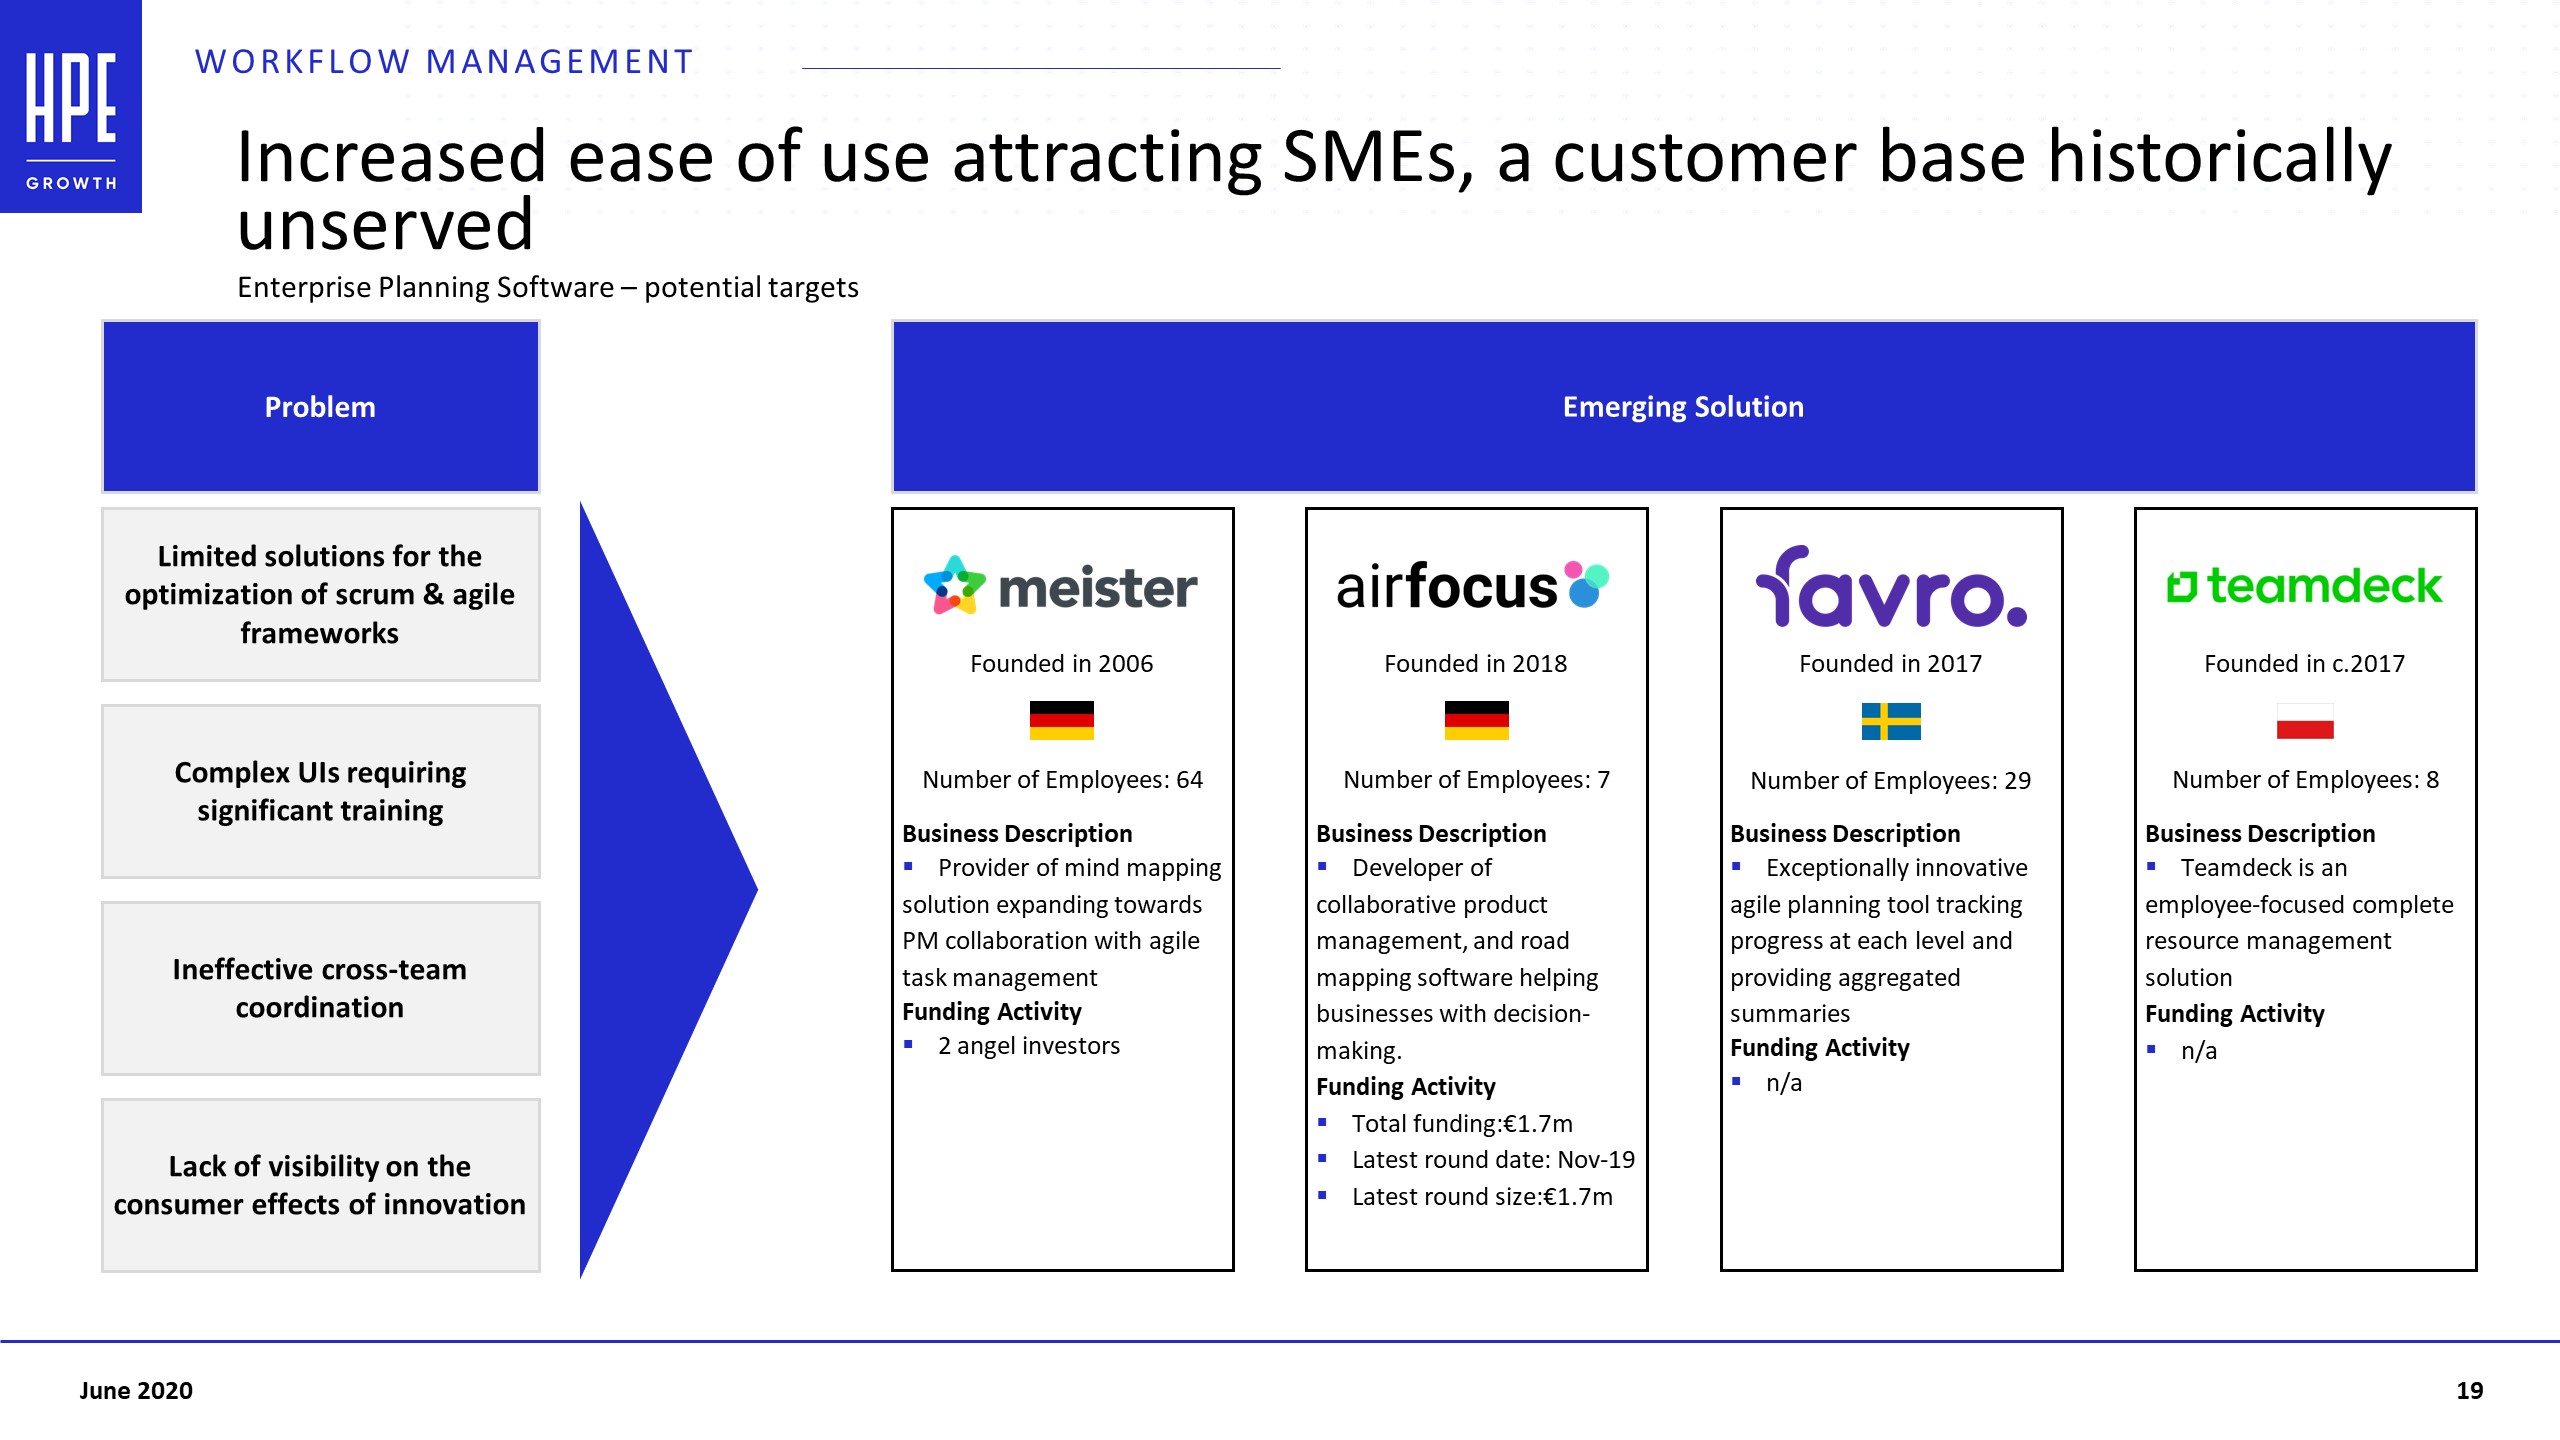 HPE
GROWTH
WORKFLOW MANAGEMENT
Increased ease of use attracting SMEs, a customer base historically
unserved
Enterprise Planning Software – potential targets
Problem
Limited solutions for the
optimization of scrum & agile
frameworks
Complex UIs requiring
significant training
Ineffective cross-team
coordination
Lack of visibility on the
consumer effects of innovation
Emerging Solution
meister
Founded in 2006
Number of Employees: 64
Business Description
▪ Provider of mind mapping
solution expanding towards
PM collaboration with agile
task management
Funding Activity
▪ 2 angel investors
airfocus
Founded in 2018
Number of Employees: 7
Business Description
▪ Developer of
collaborative product
management, and road
mapping software helping
businesses with decision-
making.
Funding Activity
▪ Total funding:€1.7m
▪ Latest round date: Nov-19
▪ Latest round size:€1.7m
favro.
Founded in 2017
Number of Employees: 29
Business Description
▪ Exceptionally innovative
agile planning tool tracking
progress at each level and
providing aggregated
summaries
Funding Activity
▪ n/a
teamdeck
Founded in c.2017
Number of Employees: 8
Business Description
▪ Teamdeck is an
employee-focused complete
resource management
solution
Funding Activity
▪ n/a
June 2020
19